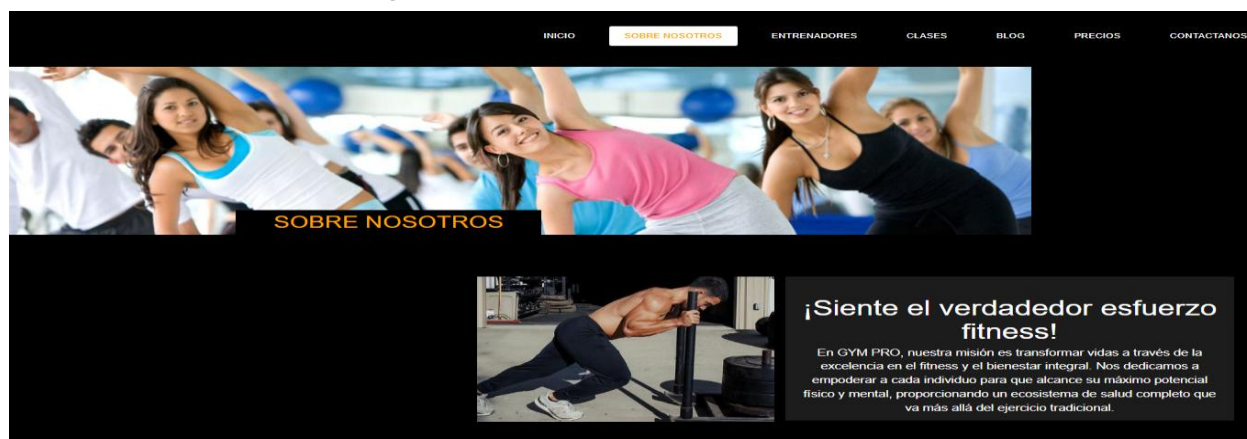 INICIO SOBRE NOSOTROS ENTRENADORES CLASES BLOG PRECIOS CONTACTANOS
SOBRE NOSOTROS
¡Siente el verdadedor esfuerzo
fitness!
En GYM PRO, nuestra misión es transformar vidas a través de la
excelencia en el fitness y el bienestar integral. Nos dedicamos a
empoderar a cada individuo para que alcance su máximo potencial
físico y mental, proporcionando un ecosistema de salud completo que
va más allá del ejercicio tradicional.